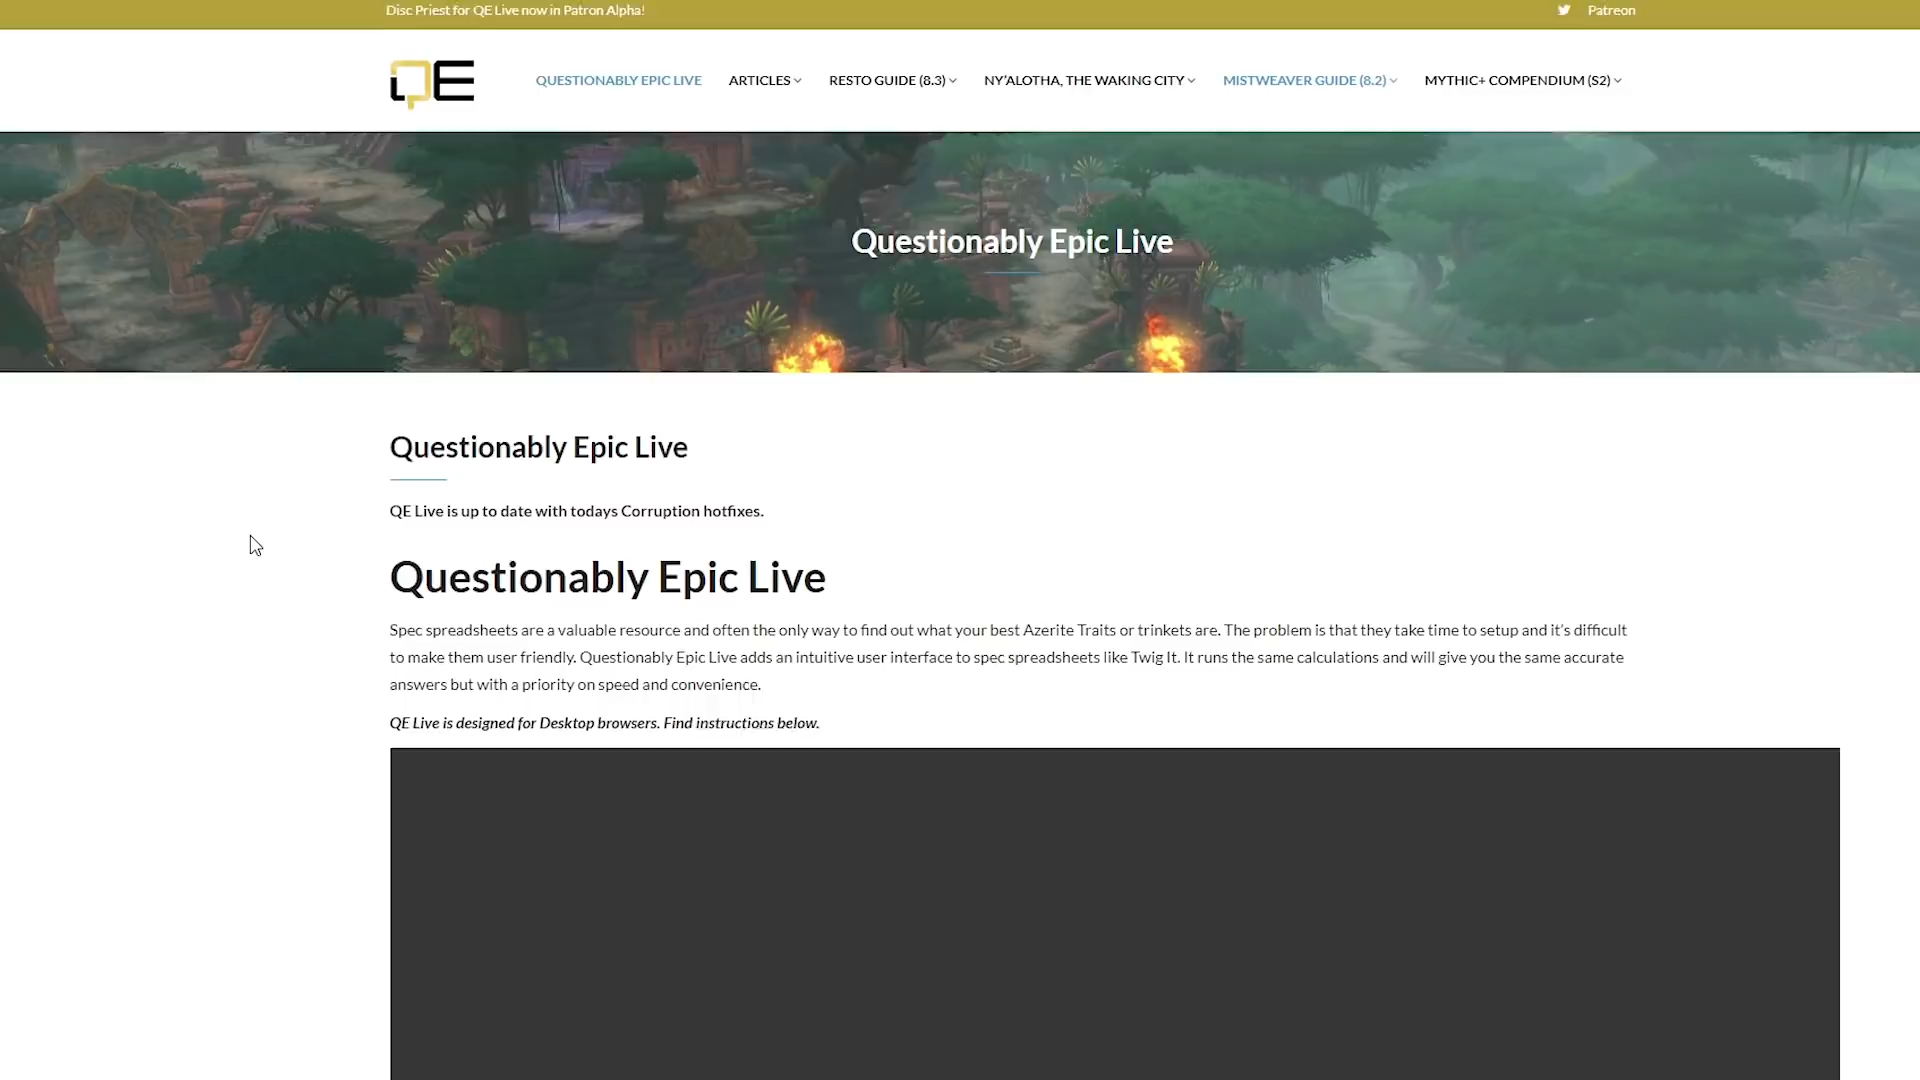 Disc Priest for QE Live now in Patron Alpha!
Patreon
QE
QUESTIONABLY EPIC LIVE
ARTICLES
RESTO GUIDE (8.3)
NY'ALOTHA, THE WAKING CITY
MISTWEAVER GUIDE (8.2)
MYTHIC+ COMPENDIUM (S2)
Questionably Epic Live
Questionably Epic Live
QE Live is up to date with todays Corruption hotfixes.
Questionably Epic Live
Spec spreadsheets are a valuable resource and often the only way to find out what your best Azerite Traits or trinkets are. The problem is that they take time to setup and it's difficult
to make them user friendly. Questionably Epic Live adds an intuitive user interface to spec spreadsheets like Twig It. It runs the same calculations and will give you the same accurate
answers but with a priority on speed and convenience.
QE Live is designed for Desktop browsers. Find instructions below.